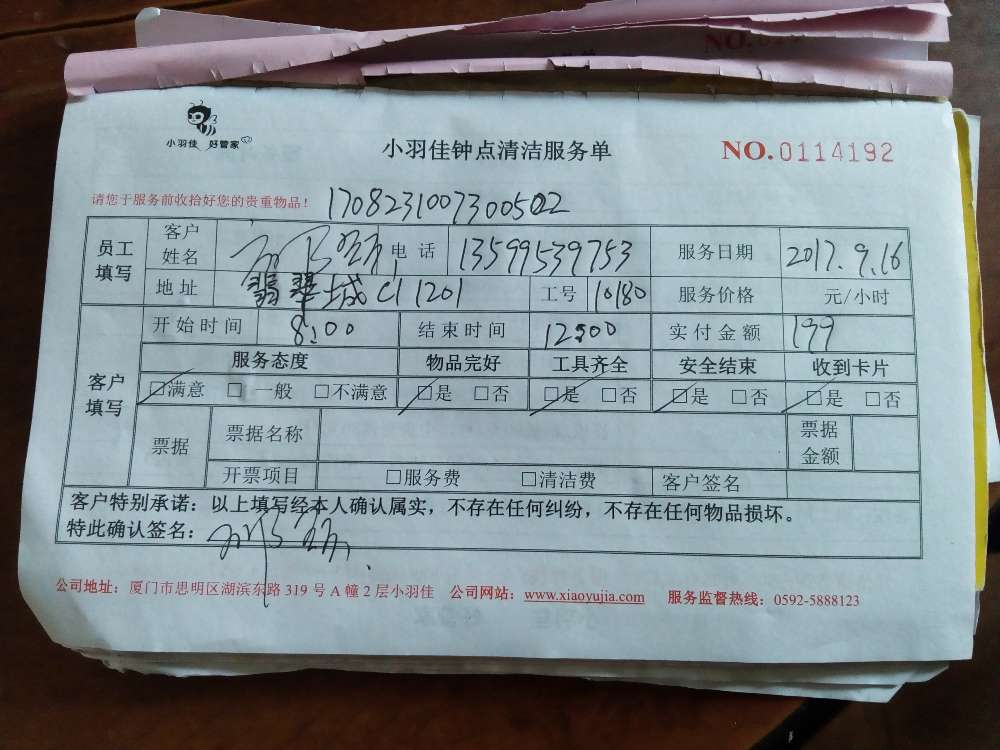 NO.
小羽佳 好管家
小羽佳钟点清洁服务单
NO.0114192
请您于服务前收拾好您的贵重物品!
170823100730050​2
员工填写 客户姓名 电话 13599539753 服务日期 2017.9.16
地址 翡翠城C1 1201 工号 10180 服务价格 元/小时
客户填写 开始时间 8:00 结束时间 12:00 实付金额 199
服务态度 物品完好 工具齐全 安全结束 收到卡片
☑满意 □一般 □不满意 ☑是 □否 ☑是 □否 ☑是 □否 ☑是 □否
票据 票据名称 票据金额
开票项目 □服务费 □清洁费 客户签名
客户特别承诺：以上填写经本人确认属实，不存在任何纠纷，不存在任何物品损坏。
特此确认签名：
公司地址：厦门市思明区湖滨东路 319 号 A 幢 2 层小羽佳 公司网站：www.xiaoyujia.com 服务监督热线：0592-5888123